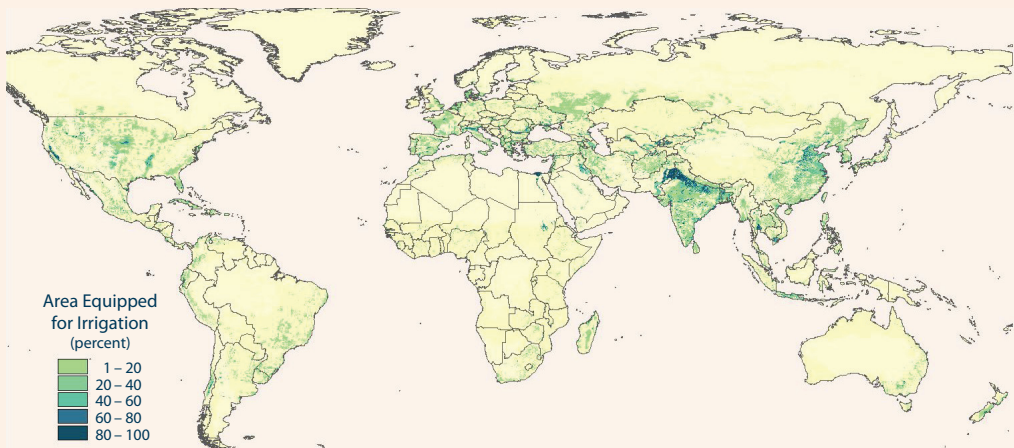 Area Equipped
for Irrigation
(percent)
1 – 20
20 – 40
40 – 60
60 – 80
80 – 100